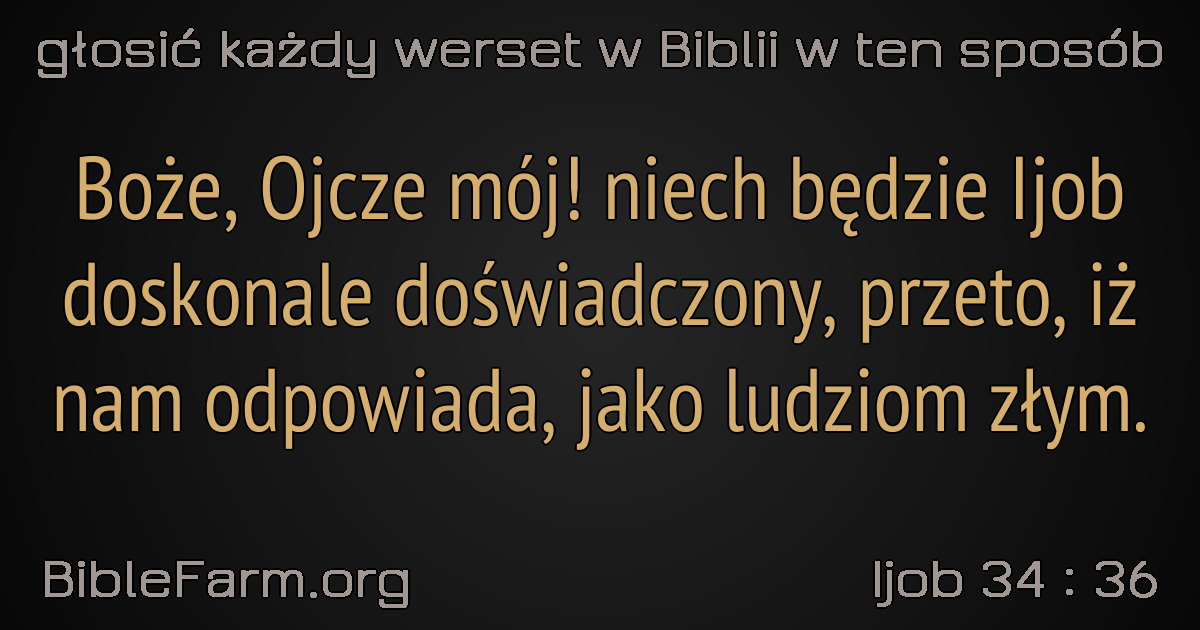 głosić każdy werset w Biblii w ten sposób
Boże, Ojcze mój! niech będzie Ijob
doskonale doświadczony, przeto, iż
nam odpowiada, jako ludziom złym.
BibleFarm.org
Ijob 34 : 36